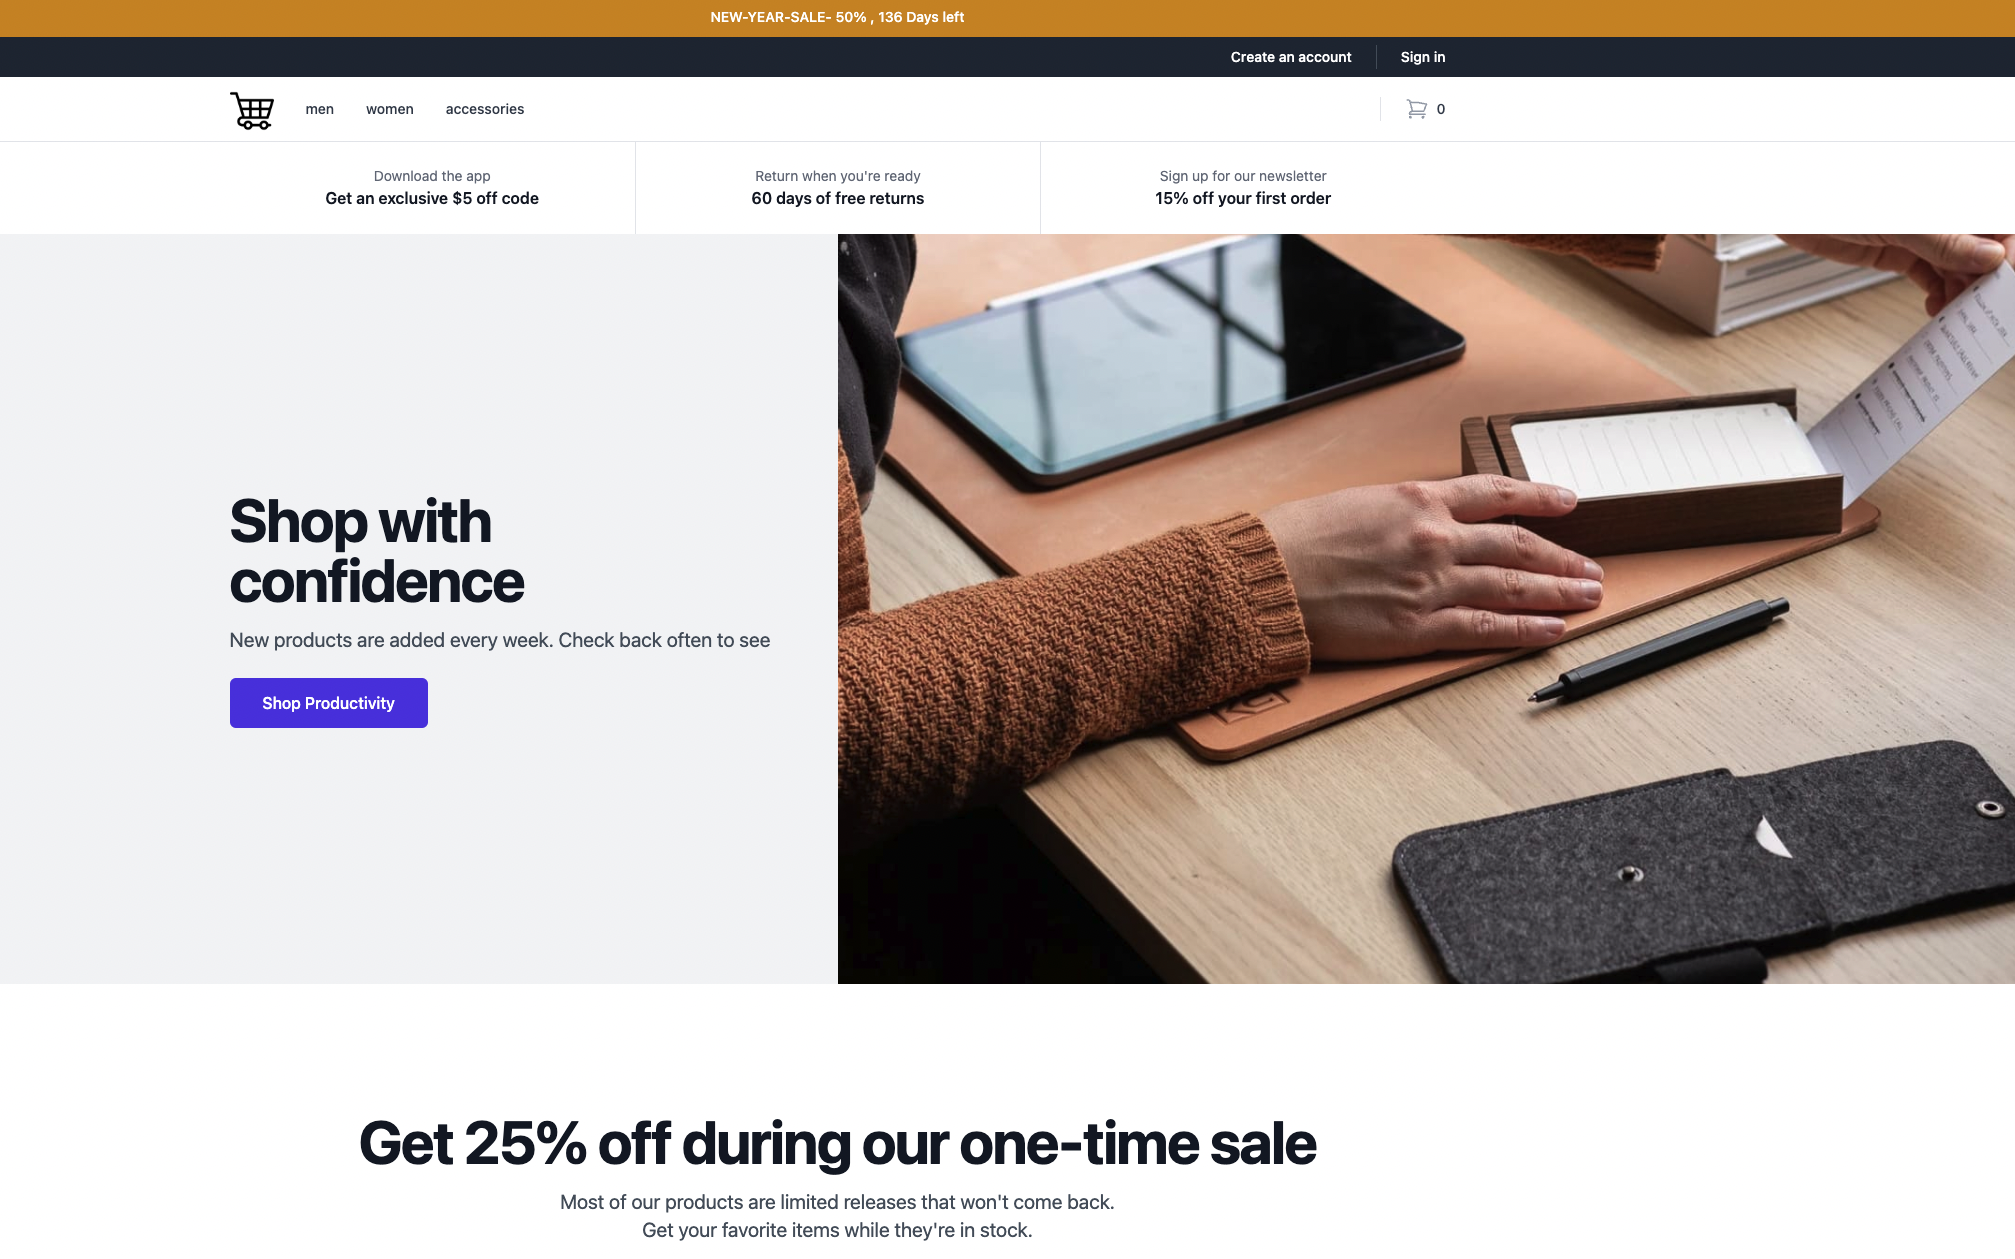 NEW-YEAR-SALE- 50% , 136 Days left
Create an account
Sign in
men
women
accessories
0
Download the app
Get an exclusive $5 off code
Return when you're ready
60 days of free returns
Sign up for our newsletter
15% off your first order
Shop with
confidence
New products are added every week. Check back often to see
Shop Productivity
Get 25% off during our one-time sale
Most of our products are limited releases that won't come back.
Get your favorite items while they're in stock.